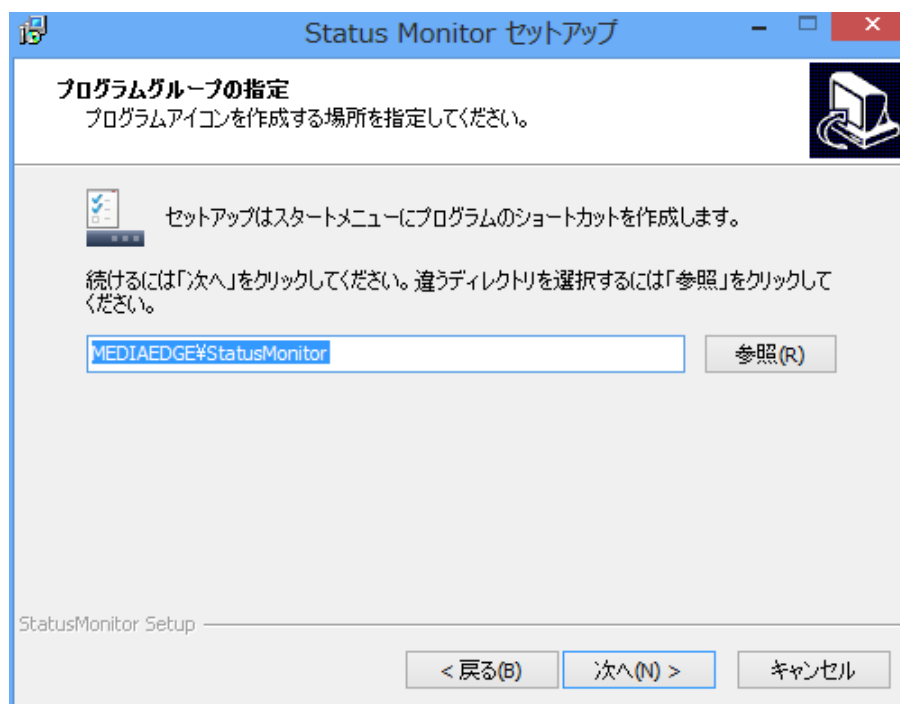 Status Monitor セットアップ
プログラムグループの指定
プログラムアイコンを作成する場所を指定してください。
セットアップはスタートメニューにプログラムのショートカットを作成します。
続けるには「次へ」をクリックしてください。違うディレクトリを選択するには「参照」をクリックして
ください。
MEDIAEDGE¥StatusMonitor
参照(R)
StatusMonitor Setup
< 戻る(B)
次へ(N) >
キャンセル